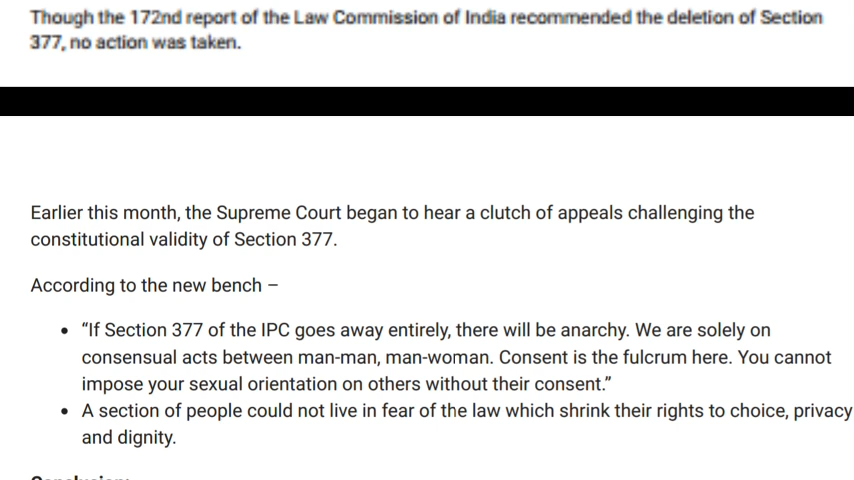 Though the 172nd report of the Law Commission of India recommended the deletion of Section
377, no action was taken.
Earlier this month, the Supreme Court began to hear a clutch of appeals challenging the
constitutional validity of Section 377.
According to the new bench –
• “If Section 377 of the IPC goes away entirely, there will be anarchy. We are solely on
consensual acts between man-man, man-woman. Consent is the fulcrum here. You cannot
impose your sexual orientation on others without their consent.”
• A section of people could not live in fear of the law which shrink their rights to choice, privacy
and dignity.